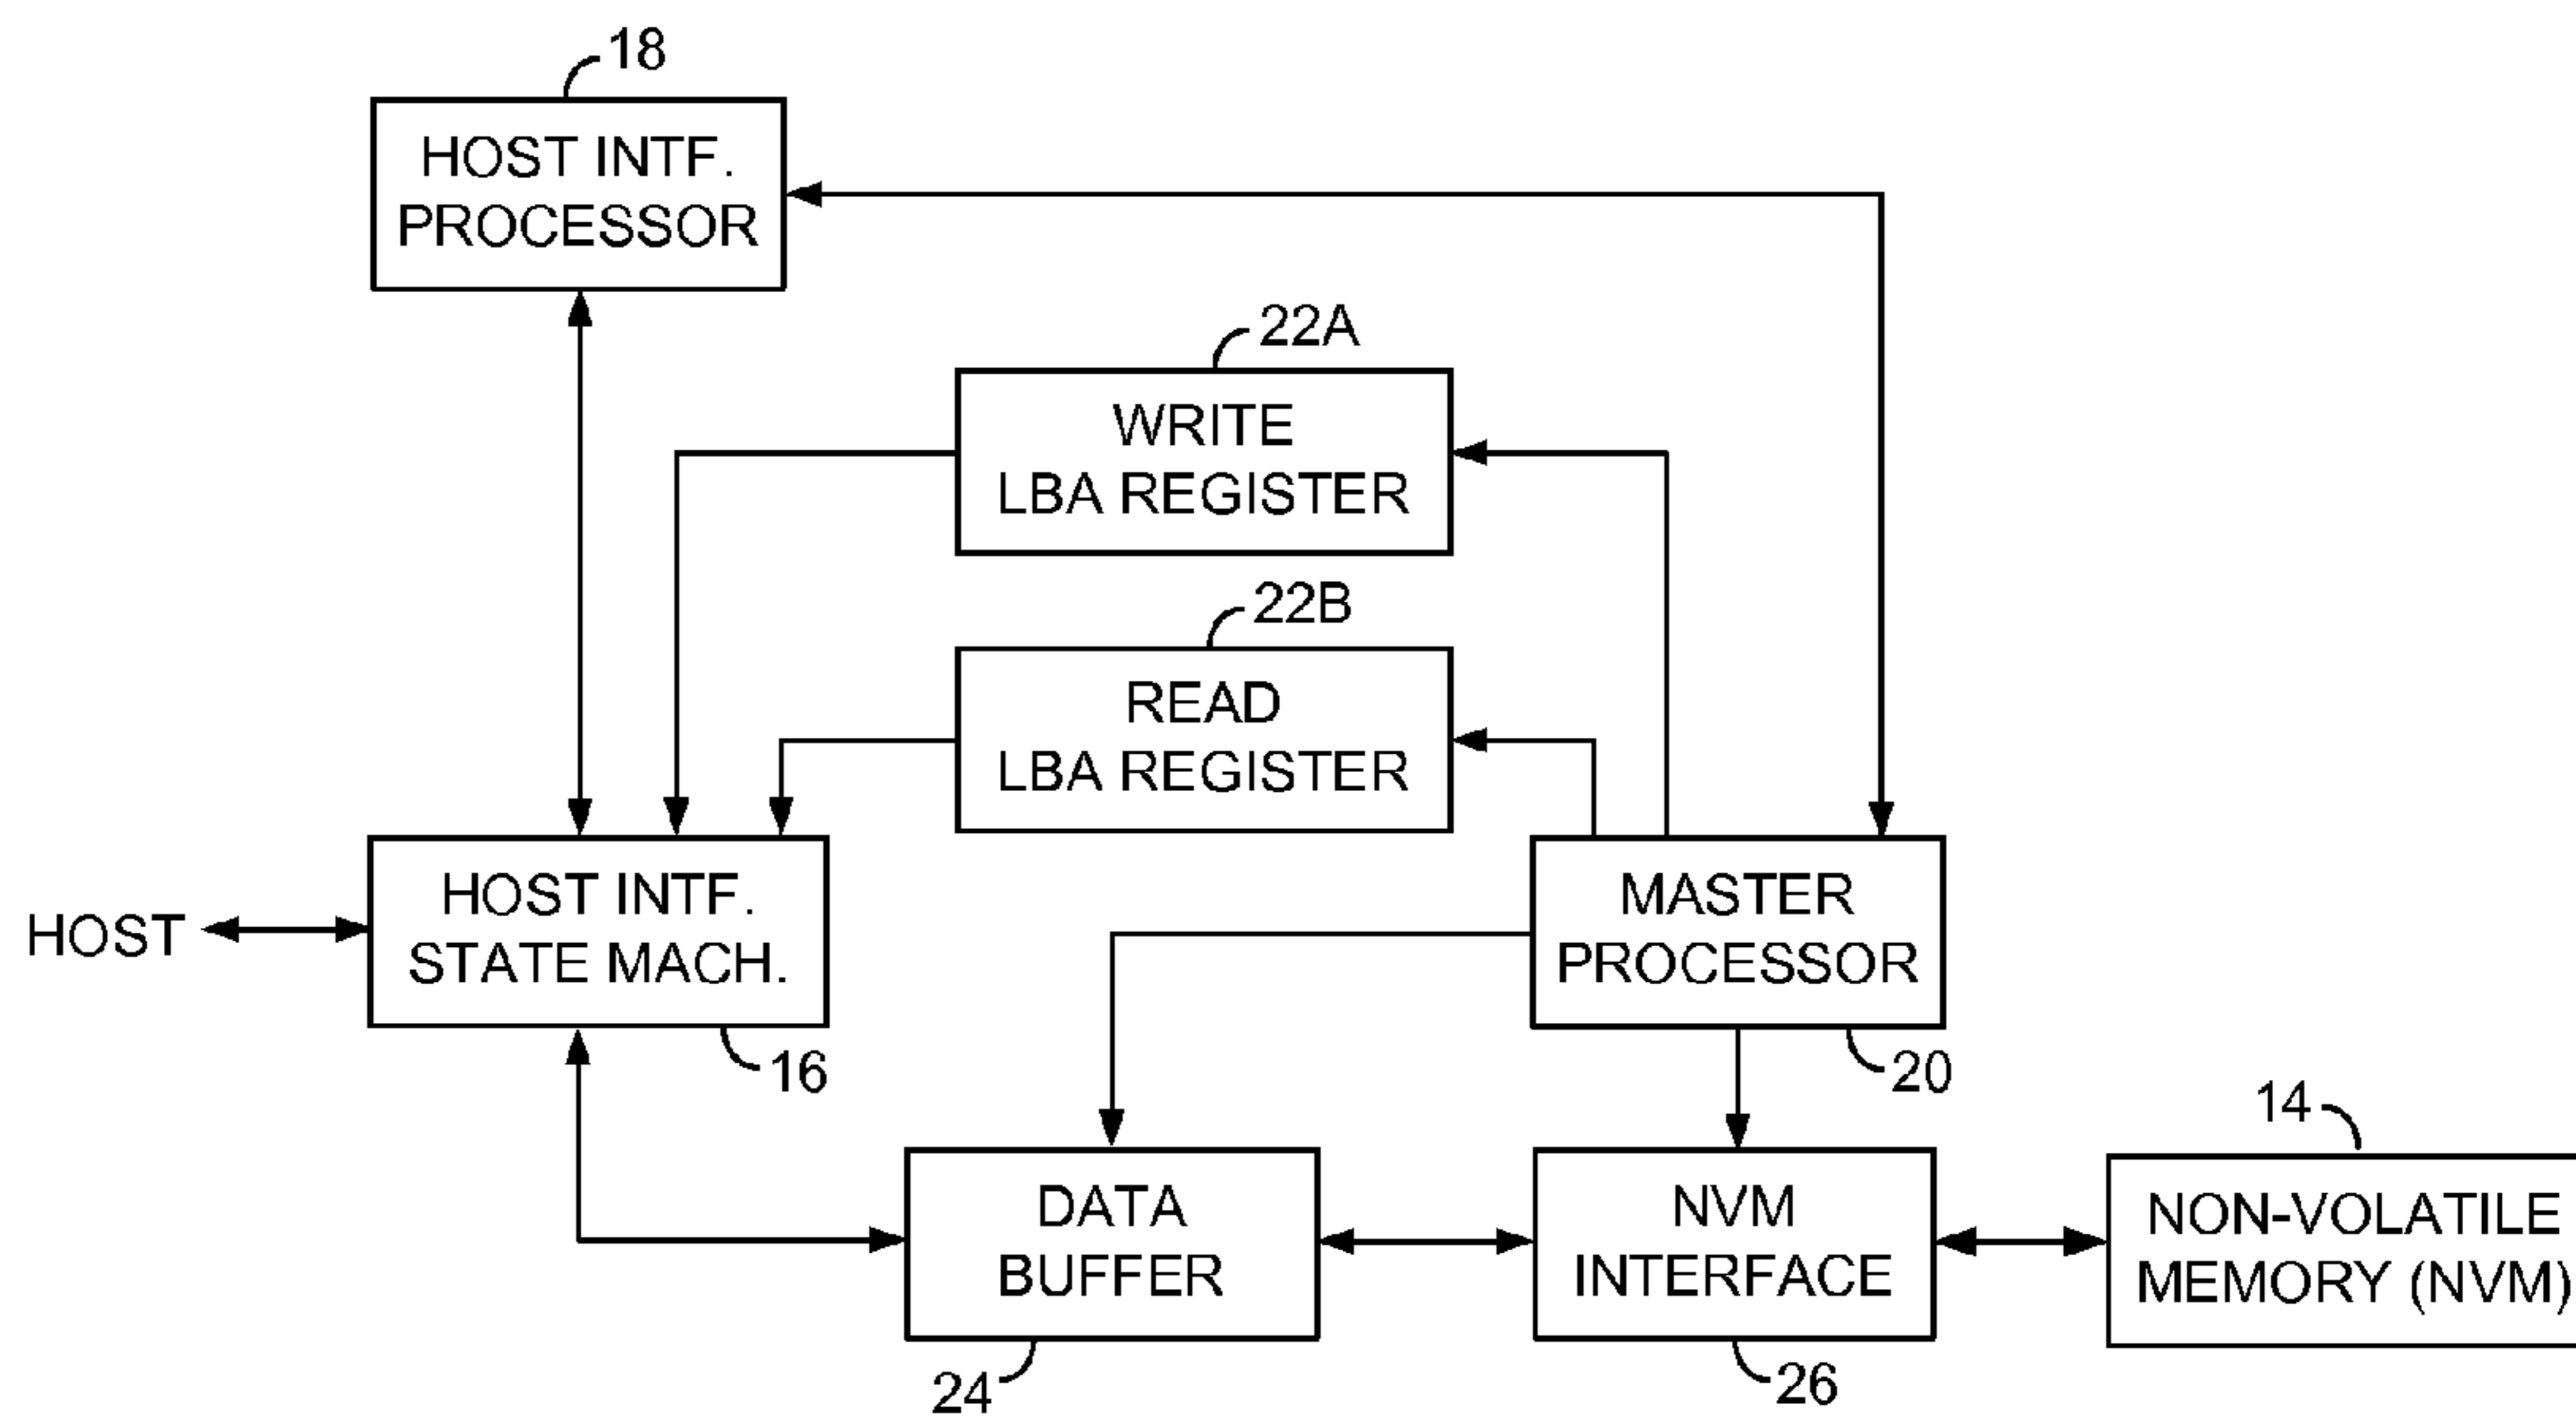 18
HOST INTF.
PROCESSOR
22A
WRITE
LBA REGISTER
22B
READ
LBA REGISTER
HOST
HOST INTF.
STATE MACH.
16
MASTER
PROCESSOR
20
14
DATA
BUFFER
24
NVM
INTERFACE
26
NON-VOLATILE
MEMORY (NVM)